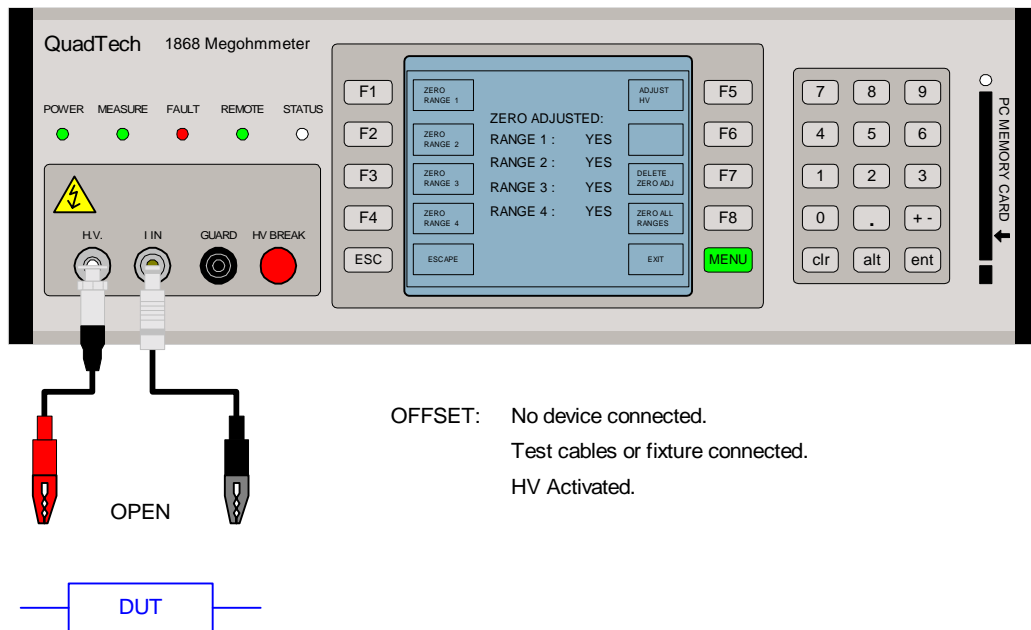 QuadTech 1868 Megohmmeter
POWER MEASURE FAULT REMOTE STATUS
H.V. I IN GUARD HV BREAK
F1
F2
F3
F4
ESC
ZERO
RANGE 1
ZERO
RANGE 2
ZERO
RANGE 3
ZERO
RANGE 4
ESCAPE
ZERO ADJUSTED:
RANGE 1 : YES
RANGE 2 : YES
RANGE 3 : YES
RANGE 4 : YES
ADJUST
HV
DELETE
ZERO ADJ
ZERO ALL
RANGES
EXIT
F5
F6
F7
F8
MENU
7 8 9
4 5 6
1 2 3
0 . + -
clr alt ent
PC MEMORY CARD
OFFSET: No device connected.
Test cables or fixture connected.
HV Activated.
OPEN
DUT